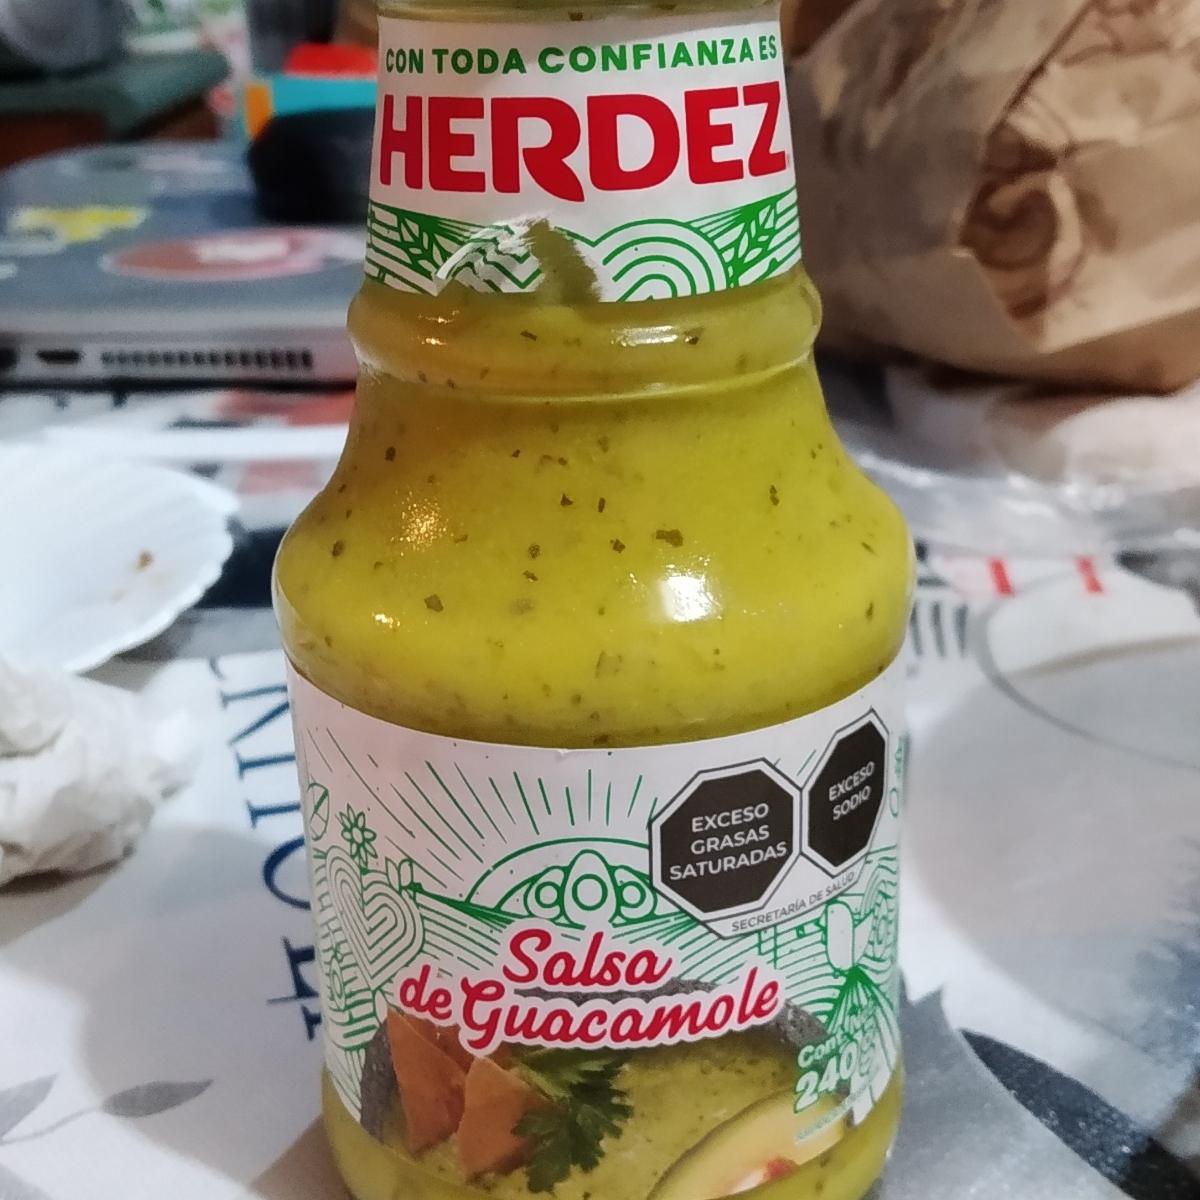 CON TODA CONFIANZA ES
HERDEZ
EXCESO
GRASAS
SATURADAS
EXCESO
SODIO
SECRETARÍA DE SALUD
Salsa
de Guacamole
240